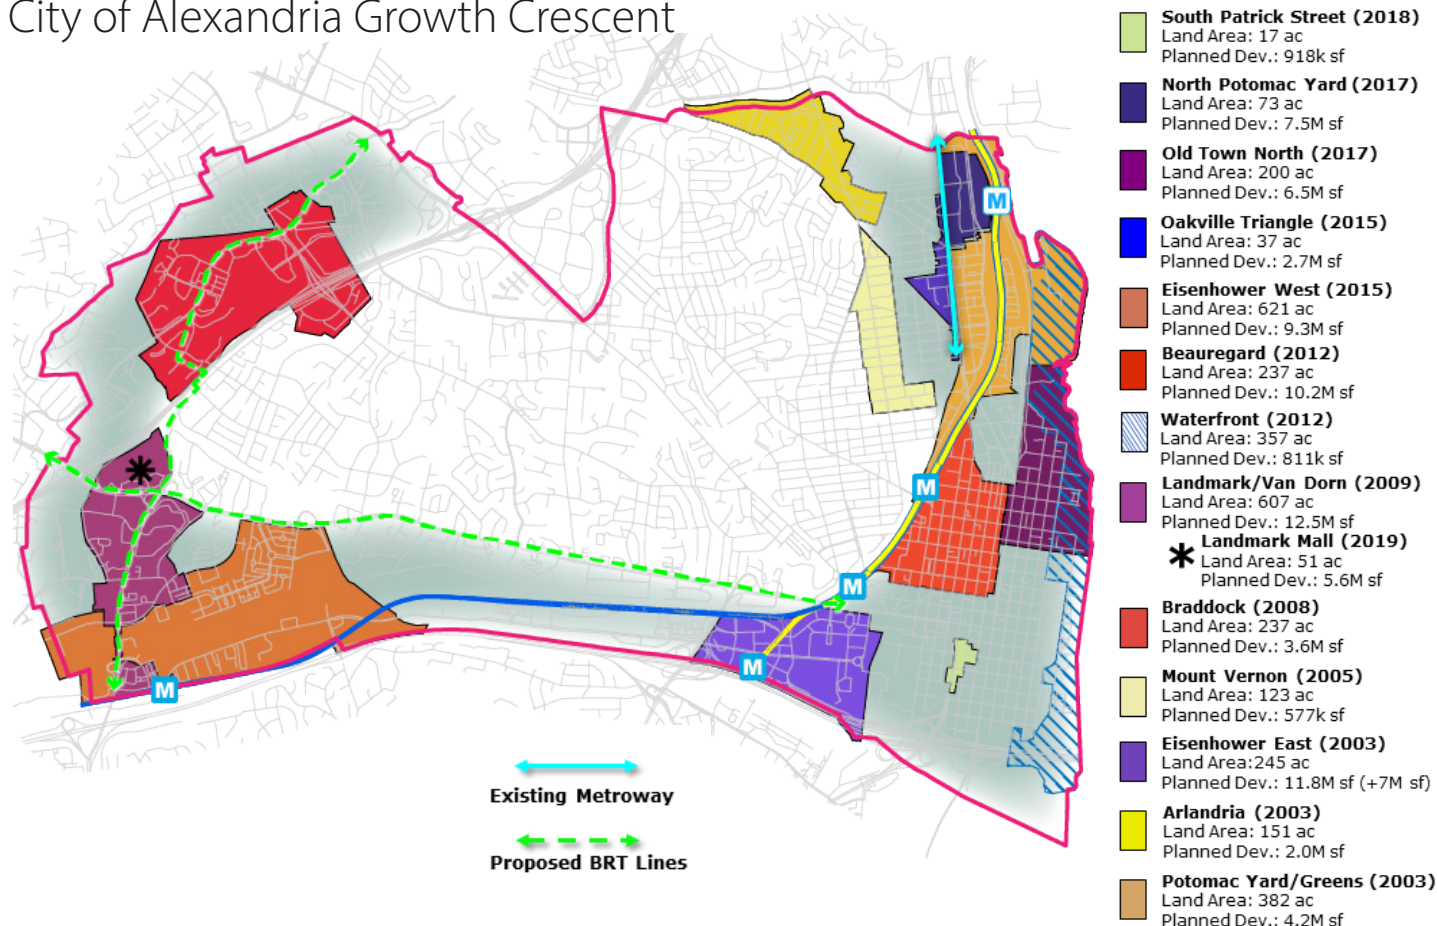 City of Alexandria Growth Crescent
South Patrick Street (2018)
Land Area: 17 ac
Planned Dev.: 918k sf
North Potomac Yard (2017)
Land Area: 73 ac
Planned Dev.: 7.5M sf
Old Town North (2017)
Land Area: 200 ac
Planned Dev.: 6.5M sf
Oakville Triangle (2015)
Land Area: 37 ac
Planned Dev.: 2.7M sf
Eisenhower West (2015)
Land Area: 621 ac
Planned Dev.: 9.3M sf
Beauregard (2012)
Land Area: 237 ac
Planned Dev.: 10.2M sf
Waterfront (2012)
Land Area: 357 ac
Planned Dev.: 811k sf
Landmark/Van Dorn (2009)
Land Area: 607 ac
Planned Dev.: 12.5M sf
Landmark Mall (2019)
Land Area: 51 ac
Planned Dev.: 5.6M sf
Braddock (2008)
Land Area: 237 ac
Planned Dev.: 3.6M sf
Mount Vernon (2005)
Land Area: 123 ac
Planned Dev.: 577k sf
Eisenhower East (2003)
Land Area:245 ac
Planned Dev.: 11.8M sf (+7M sf)
Arlandria (2003)
Land Area: 151 ac
Planned Dev.: 2.0M sf
Potomac Yard/Greens (2003)
Land Area: 382 ac
Planned Dev.: 4.2M sf
M
M
M
M
M
Existing Metroway
Proposed BRT Lines